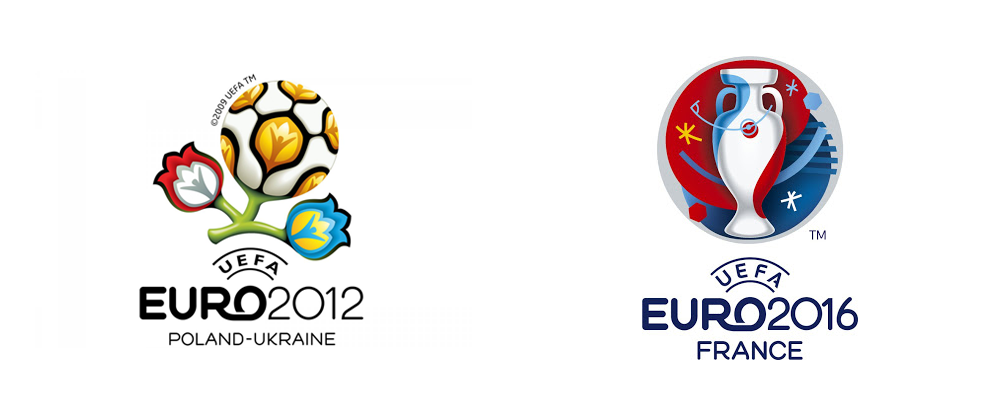 ©2009 UEFA TM
UEFA
EURO2012
POLAND-UKRAINE
TM
UEFA
EURO2016
FRANCE